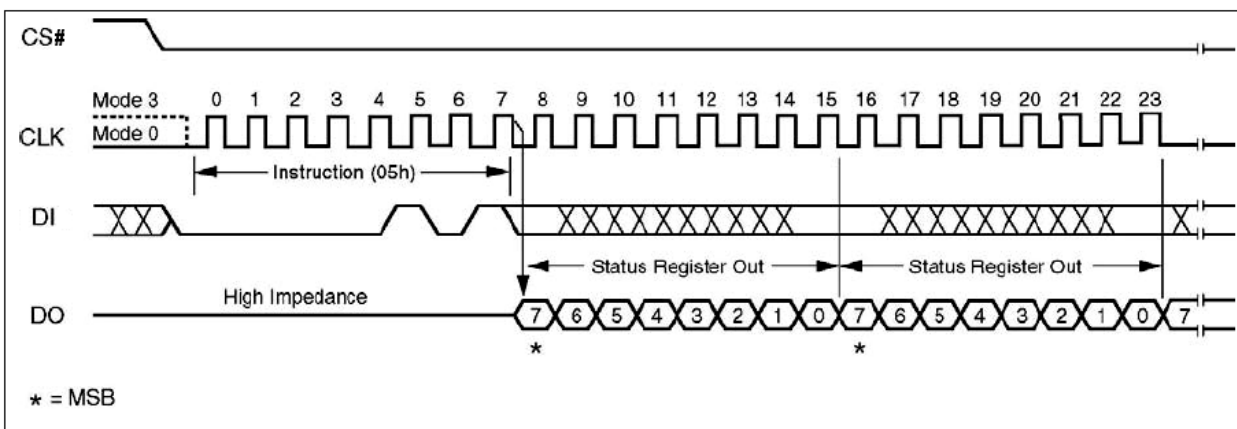 CS#
Mode 3 0 1 2 3 4 5 6 7 8 9 10 11 12 13 14 15 16 17 18 19 20 21 22 23
CLK Mode 0
Instruction (05h)
DI
Status Register Out Status Register Out
High Impedance
DO 7 6 5 4 3 2 1 0 7 6 5 4 3 2 1 0 7
* *
* = MSB